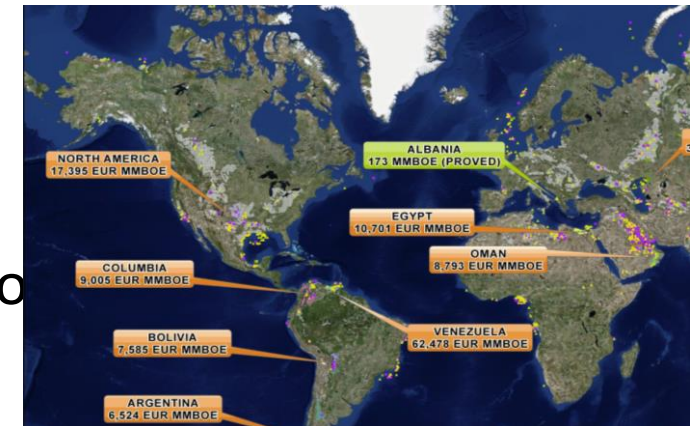 NORTH AMERICA
17,395 EUR MMBOE
ALBANIA
173 MMBOE (PROVED)
3
EGYPT
10,701 EUR MMBOE
OMAN
8,793 EUR MMBOE
o
COLUMBIA
9,005 EUR MMBOE
BOLIVIA
7,585 EUR MMBOE
VENEZUELA
62,478 EUR MMBOE
ARGENTINA
6,524 EUR MMBOE